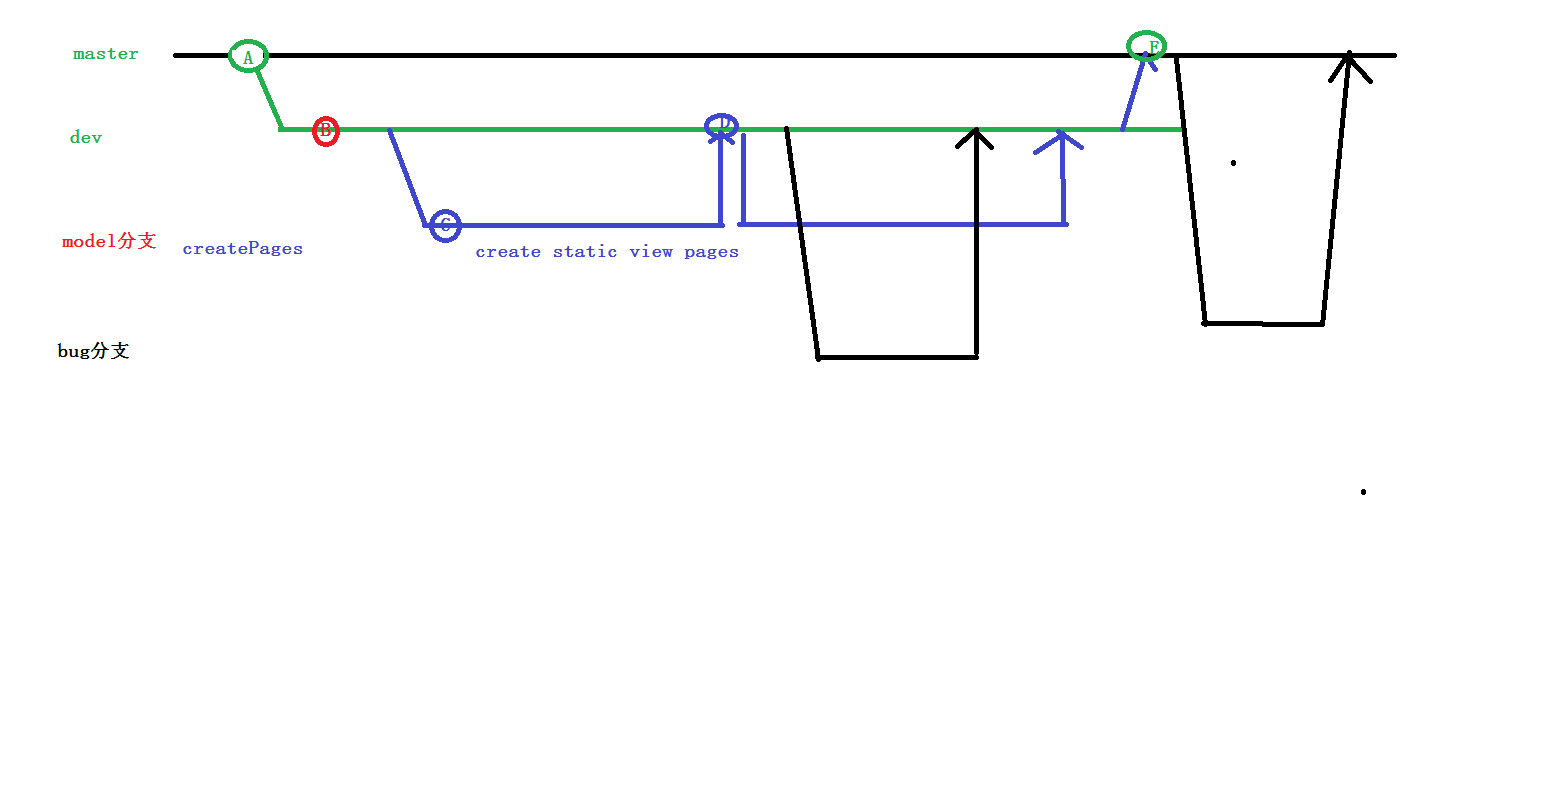 master
A
E
dev
B
D
model分支
createPages
C
create static view pages
bug分支